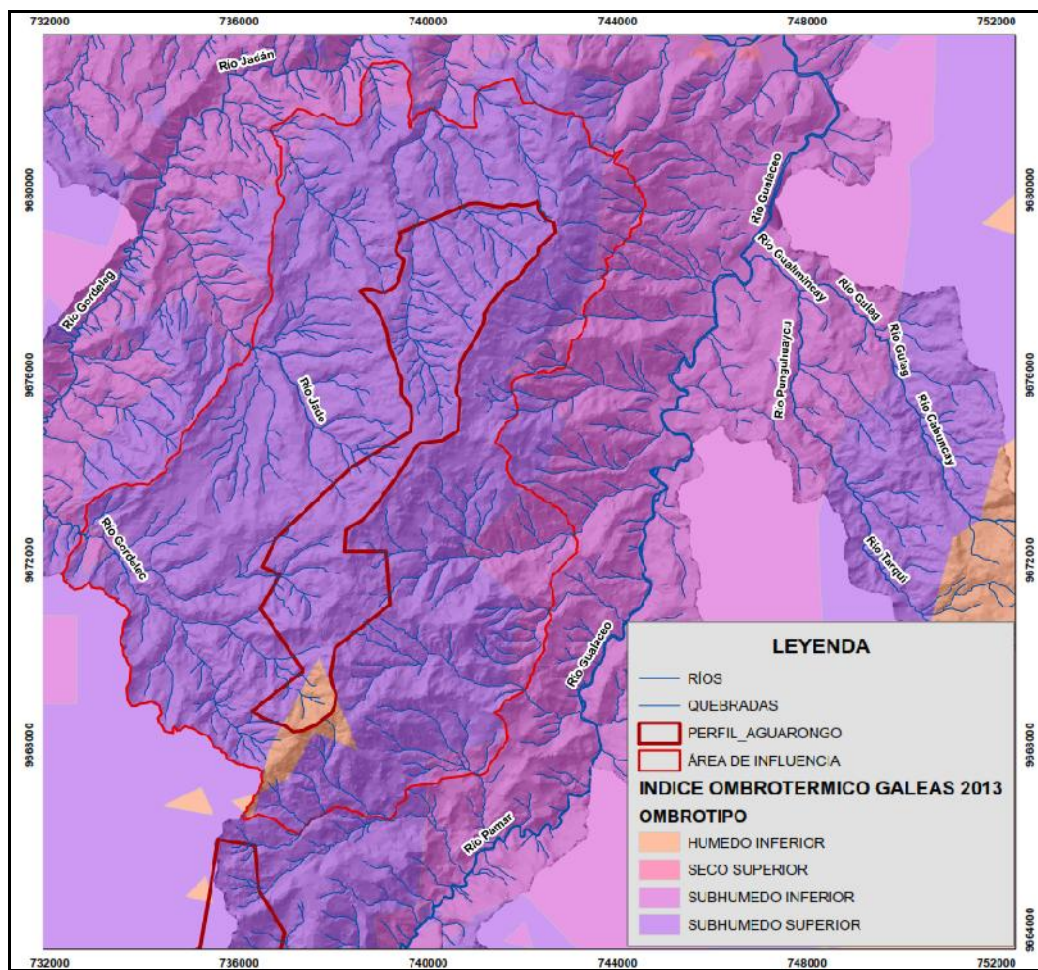 732000 736000 740000 744000 748000 752000
Río Jadán
Río Gualaceo
9680000
9680000
Río Gualmincay
Río Gordeleg
Río Gulag
Río Gulag
Río Punguhuaycu
9676000
9676000
Río Jade
Río Cabuncay
Río Gordelec
Río Tarqui
9672000
9672000
Río Gualaceo
LEYENDA
RÍOS
QUEBRADAS
PERFIL_AGUARONGO
ÁREA DE INFLUENCIA
9668000
9668000
INDICE OMBROTERMICO GALEAS 2013
OMBROTIPO
HUMEDO INFERIOR
Río Pamar
SECO SUPERIOR
SUBHUMEDO INFERIOR
SUBHUMEDO SUPERIOR
9664000
732000 736000 740000 744000 748000 752000